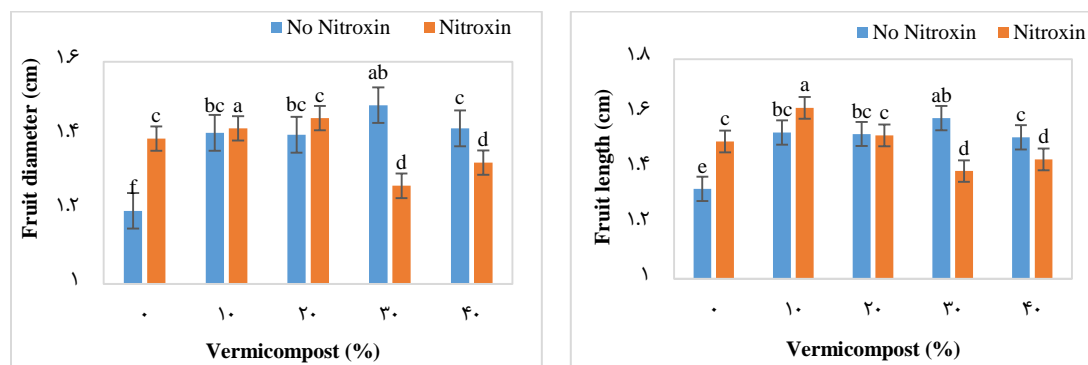 No Nitroxin Nitroxin
Fruit diameter (cm)
۱.۶
۱.۴
۱.۲
۱
f c bc a bc c ab d c d
۰ ۱۰ ۲۰ ۳۰ ۴۰
Vermicompost (%)
No Nitroxin Nitroxin
Fruit length (cm)
۱.۸
۱.۶
۱.۴
۱.۲
۱
e c bc a bc c ab d c d
۰ ۱۰ ۲۰ ۳۰ ۴۰
Vermicompost (%)